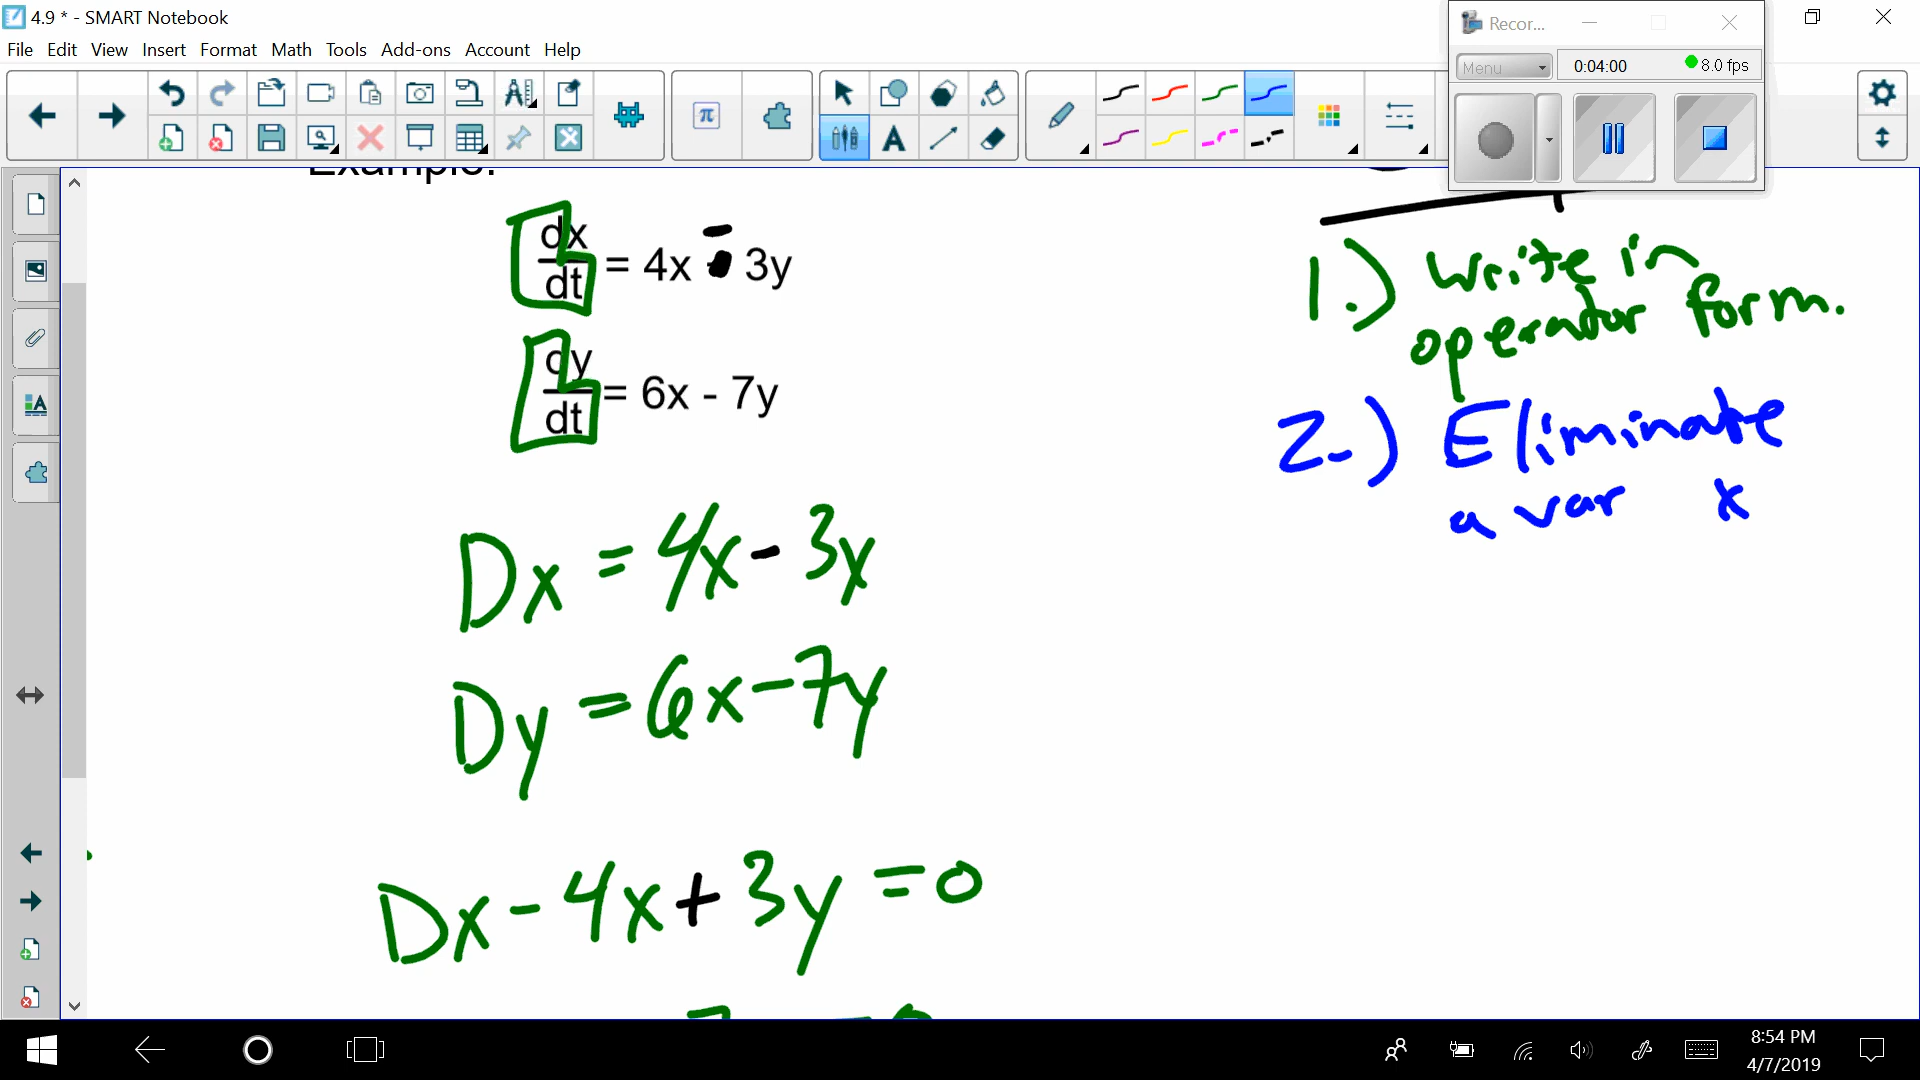 4.9 * - SMART Notebook
File Edit View Insert Format Math Tools Add-ons Account Help
Recor...
Menu
0:04:00
8.0 fps
Example:
dx
dt
= 4x - 3y
dy
dt
= 6x - 7y
Dx = 4x - 3y
Dy = 6x - 7y
Dx - 4x + 3y = 0
1.) Write in
operator form.
2.) Eliminate
a var x
8:54 PM
4/7/2019